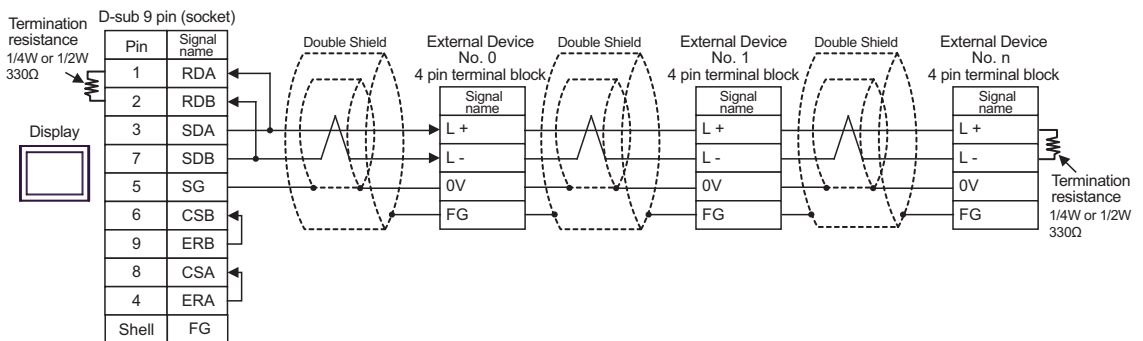 D-sub 9 pin (socket)
Termination
resistance
1/4W or 1/2W
330Ω
Display
Pin Signal name
1 RDA
2 RDB
3 SDA
7 SDB
5 SG
6 CSB
9 ERB
8 CSA
4 ERA
Shell FG
Double Shield
External Device
No. 0
4 pin terminal block
Signal
name
L +
L -
0V
FG
Double Shield
External Device
No. 1
4 pin terminal block
Signal
name
L +
L -
0V
FG
Double Shield
External Device
No. n
4 pin terminal block
Signal
name
L +
L -
0V
FG
Termination
resistance
1/4W or 1/2W
330Ω